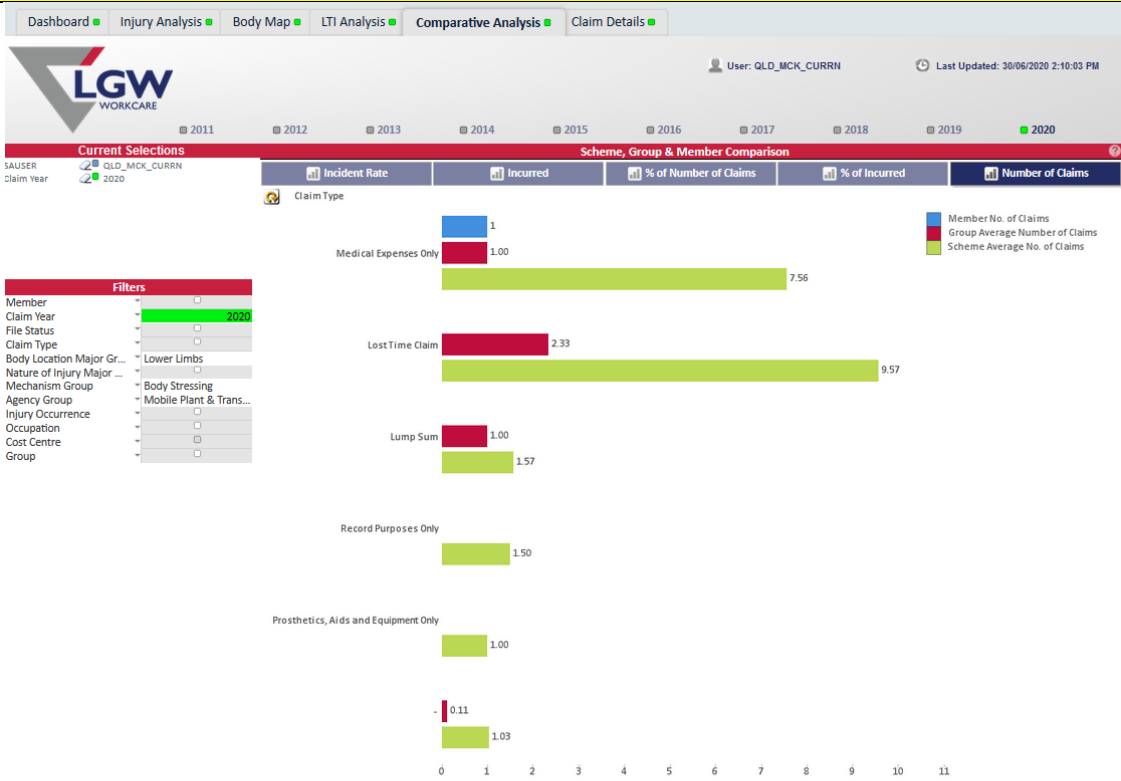 Dashboard Injury Analysis Body Map LTI Analysis Comparative Analysis Claim Details
LGW
WORKCARE
User: QLD_MCK_CURRN Last Updated: 30/06/2020 2:10:03 PM
2011 2012 2013 2014 2015 2016 2017 2018 2019 2020
Current Selections
SAUSER QLD_MCK_CURRN
Claim Year 2020
Scheme, Group & Member Comparison ?
Incident Rate Incurred % of Number of Claims % of Incurred Number of Claims
Claim Type
Member No. of Claims
Group Average Number of Claims
Scheme Average No. of Claims
Filters
Member
Claim Year 2020
File Status
Claim Type
Body Location Major Gr... Lower Limbs
Nature of Injury Major ...
Mechanism Group Body Stressing
Agency Group Mobile Plant & Trans...
Injury Occurrence
Occupation
Cost Centre
Group
1
Medical Expenses Only 1.00
7.56
Lost Time Claim 2.33
9.57
Lump Sum 1.00
1.57
Record Purposes Only
1.50
Prosthetics, Aids and Equipment Only
1.00
- 0.11
1.03
0 1 2 3 4 5 6 7 8 9 10 11